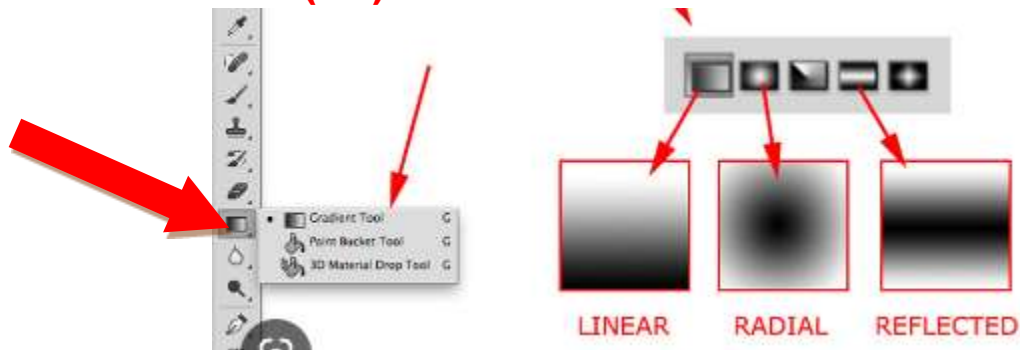 Gradient Tool G
Paint Bucket Tool G
3D Material Drop Tool G
LINEAR RADIAL REFLECTED